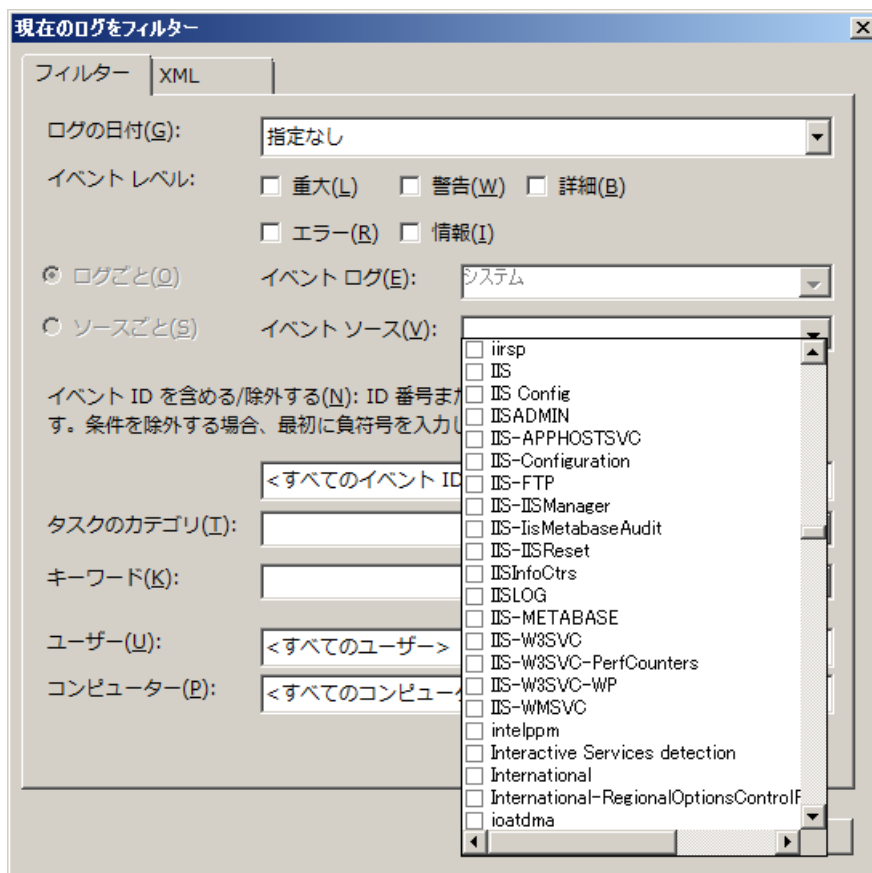 現在のログをフィルター
フィルター XML
ログの日付(G): 指定なし
イベント レベル: 重大(L) 警告(W) 詳細(B)
エラー(R) 情報(I)
ログごと(O) イベント ログ(E): システム
ソースごと(S) イベント ソース(V):
iirsp
IIS
イベント ID を含める/除外する(N): ID 番号また
IIS Config
す。条件を除外する場合、最初に負符号を入力し
IISADMIN
IIS-APPHOSTSVC
IIS-Configuration
<すべてのイベント ID
IIS-FTP
IIS-IISManager
タスクのカテゴリ(T):
IIS-IisMetabaseAudit
IIS-IISReset
キーワード(K):
IISInfoCtrs
IISLOG
IIS-METABASE
ユーザー(U): <すべてのユーザー>
IIS-W3SVC
IIS-W3SVC-PerfCounters
コンピューター(P): <すべてのコンピュー
IIS-W3SVC-WP
IIS-WMSVC
intelppm
Interactive Services detection
International
International-RegionalOptionsControlP
ioatdma